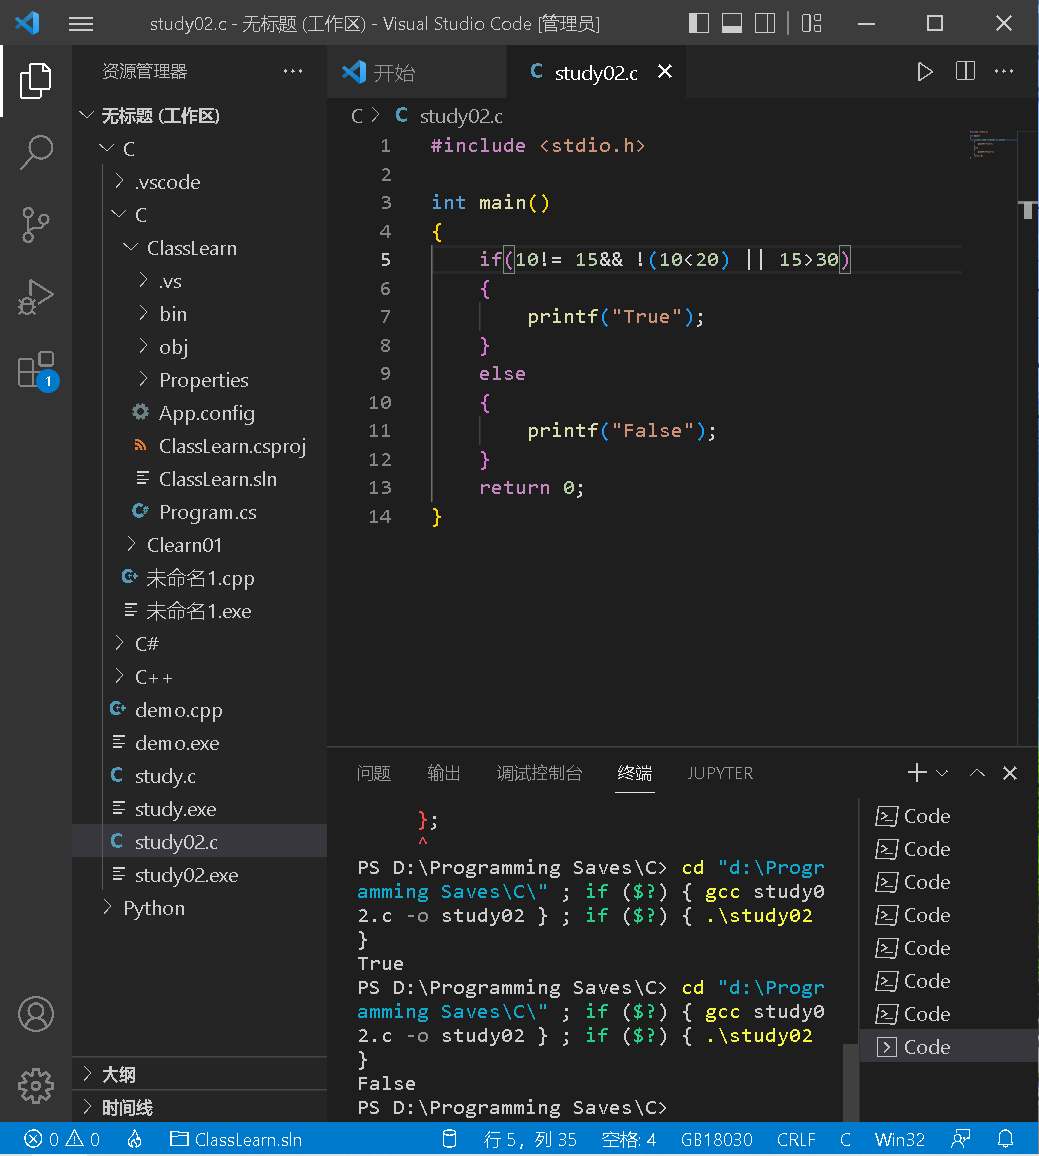 study02.c - 无标题 (工作区) - Visual Studio Code [管理员]
资源管理器
无标题 (工作区)
C
.vscode
C
ClassLearn
.vs
bin
obj
Properties
App.config
ClassLearn.csproj
ClassLearn.sln
Program.cs
Clearn01
未命名1.cpp
未命名1.exe
C#
C++
demo.cpp
demo.exe
study.c
study.exe
study02.c
study02.exe
Python
大纲
时间线
1
开始
C study02.c
C > C study02.c
1 #include <stdio.h>
2
3 int main()
4 {
5     if(10!= 15&& !(10<20) || 15>30)
6     {
7         printf("True");
8     }
9     else
10     {
11         printf("False");
12     }
13     return 0;
14 }
问题 输出 调试控制台 终端 JUPYTER
};
^
PS D:\Programming Saves\C> cd "d:\Progr
amming Saves\C\" ; if ($?) { gcc study0
2.c -o study02 } ; if ($?) { .\study02
}
True
PS D:\Programming Saves\C> cd "d:\Progr
amming Saves\C\" ; if ($?) { gcc study0
2.c -o study02 } ; if ($?) { .\study02
}
False
PS D:\Programming Saves\C>
Code
Code
Code
Code
Code
Code
Code
Code
0 0 ClassLearn.sln 行 5，列 35 空格: 4 GB18030 CRLF C Win32